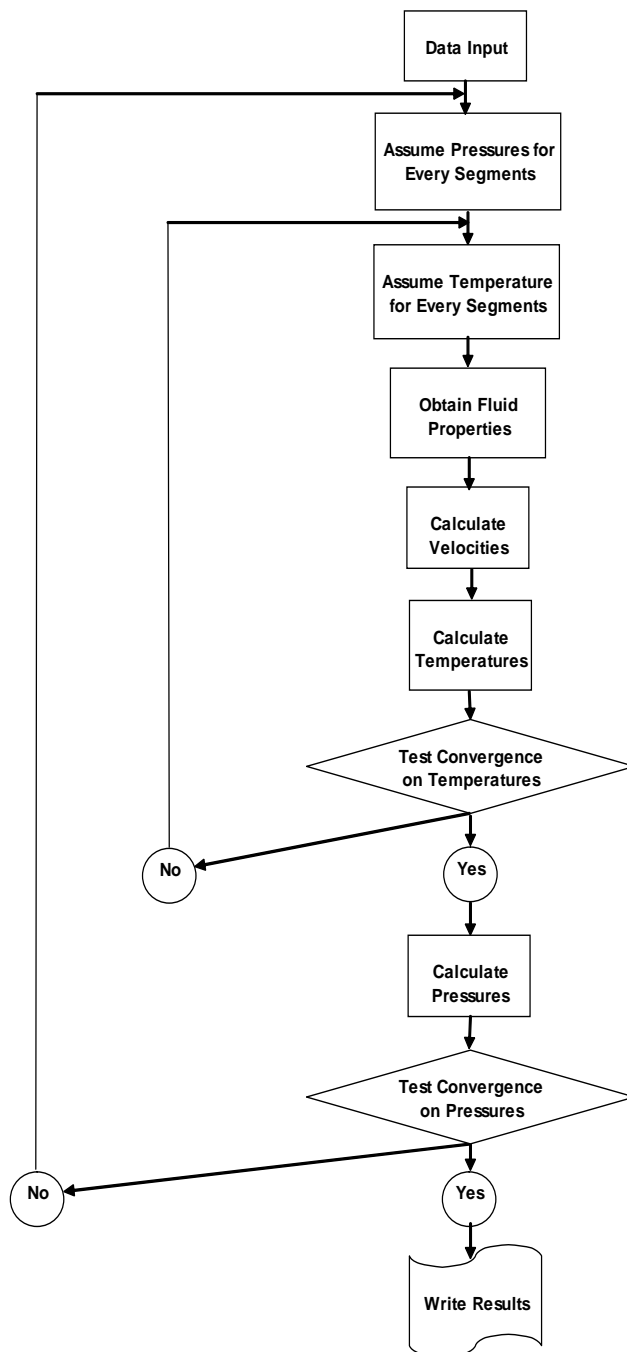 Data Input
Assume Pressures for
Every Segments
Assume Temperature
for Every Segments
Obtain Fluid
Properties
Calculate
Velocities
Calculate
Temperatures
Test Convergence
on Temperatures
No
Yes
Calculate
Pressures
Test Convergence
on Pressures
No
Yes
Write Results